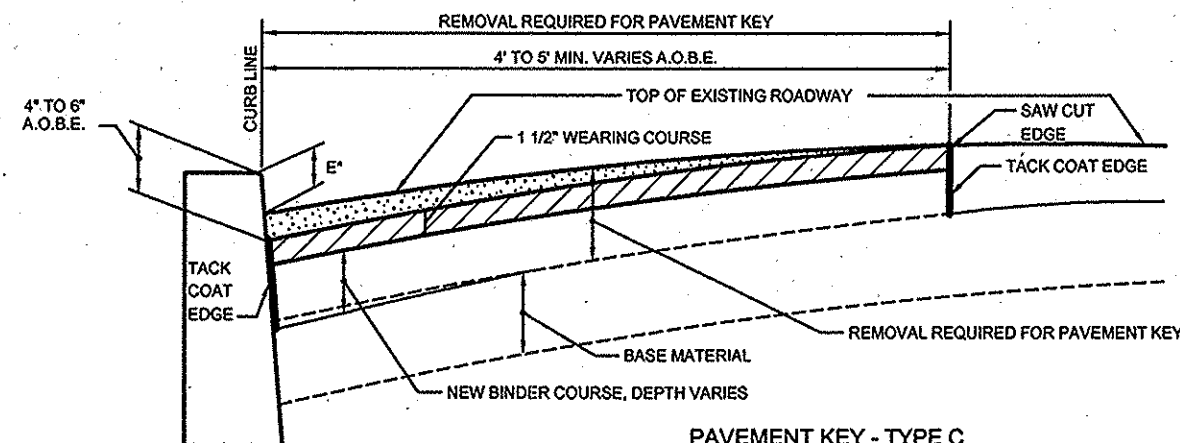 REMOVAL REQUIRED FOR PAVEMENT KEY
4' TO 5' MIN. VARIES A.O.B.E.
CURB LINE
4" TO 6"
A.O.B.E.
TOP OF EXISTING ROADWAY
SAW CUT
EDGE
1 1/2" WEARING COURSE
E"
TACK COAT EDGE
TACK
COAT
EDGE
REMOVAL REQUIRED FOR PAVEMENT KEY
BASE MATERIAL
NEW BINDER COURSE, DEPTH VARIES
PAVEMENT KEY - TYPE C